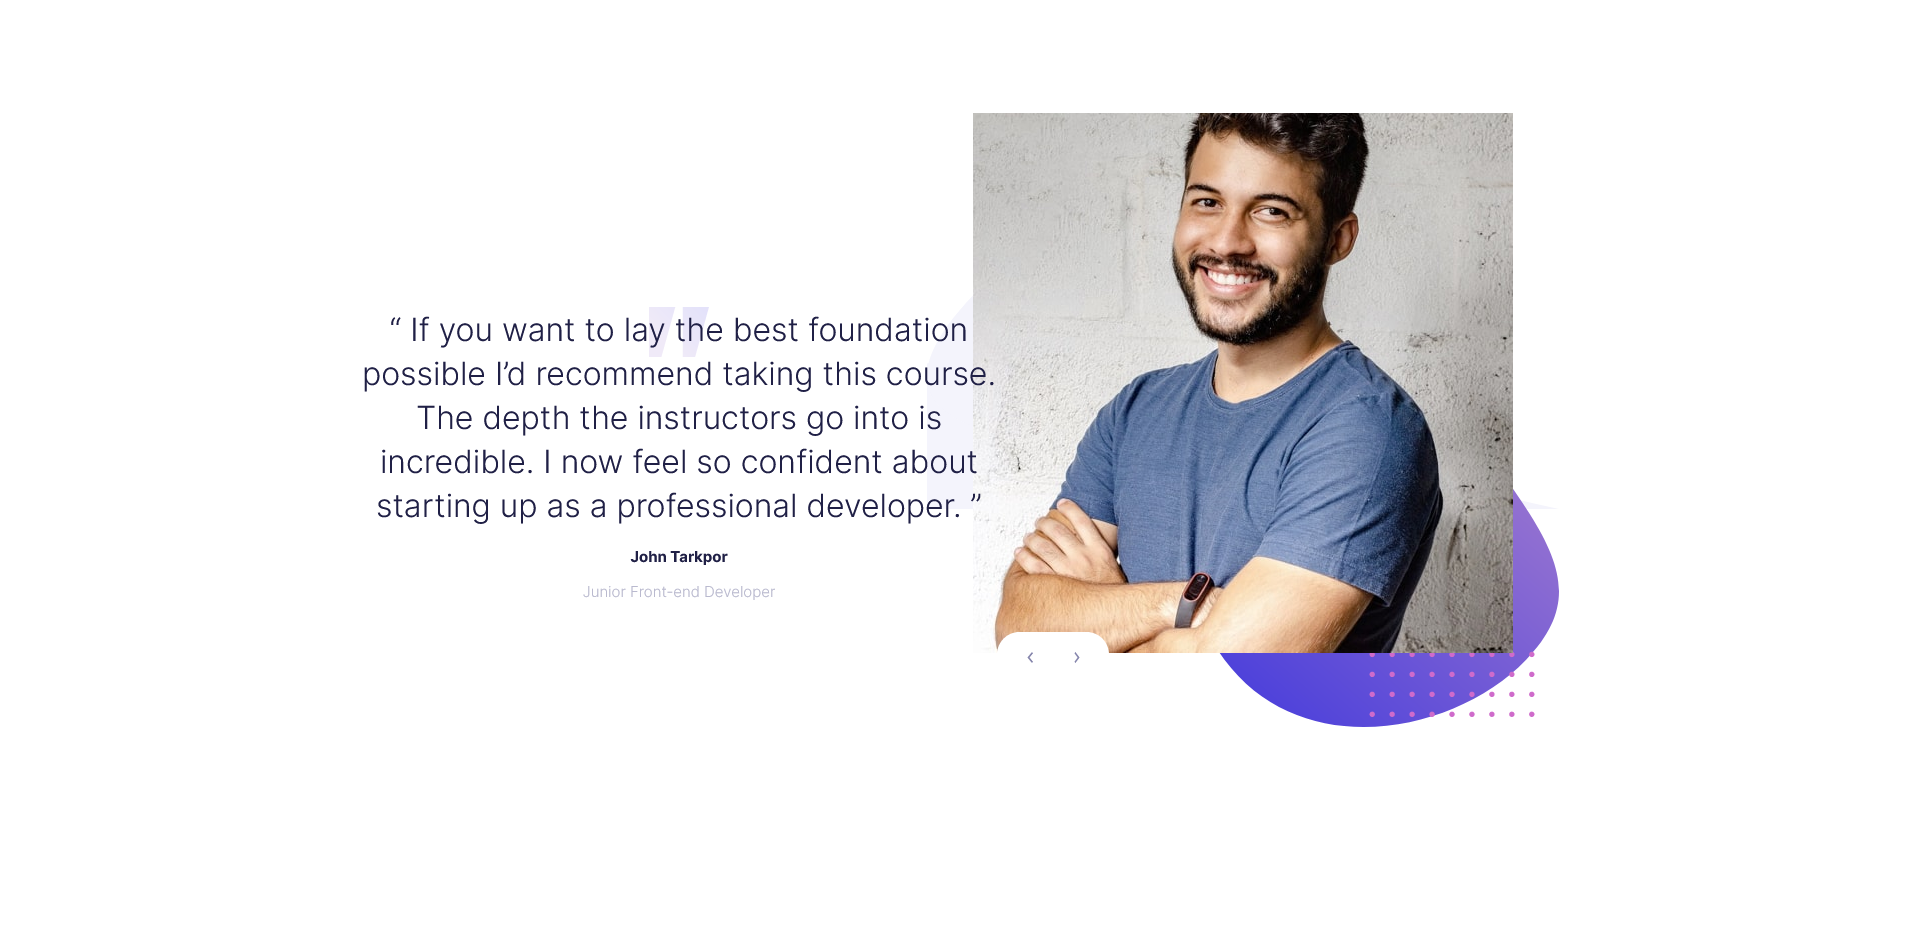 “ If you want to lay the best foundation
possible I’d recommend taking this course.
The depth the instructors go into is
incredible. I now feel so confident about
starting up as a professional developer. ”
John Tarkpor
Junior Front-end Developer